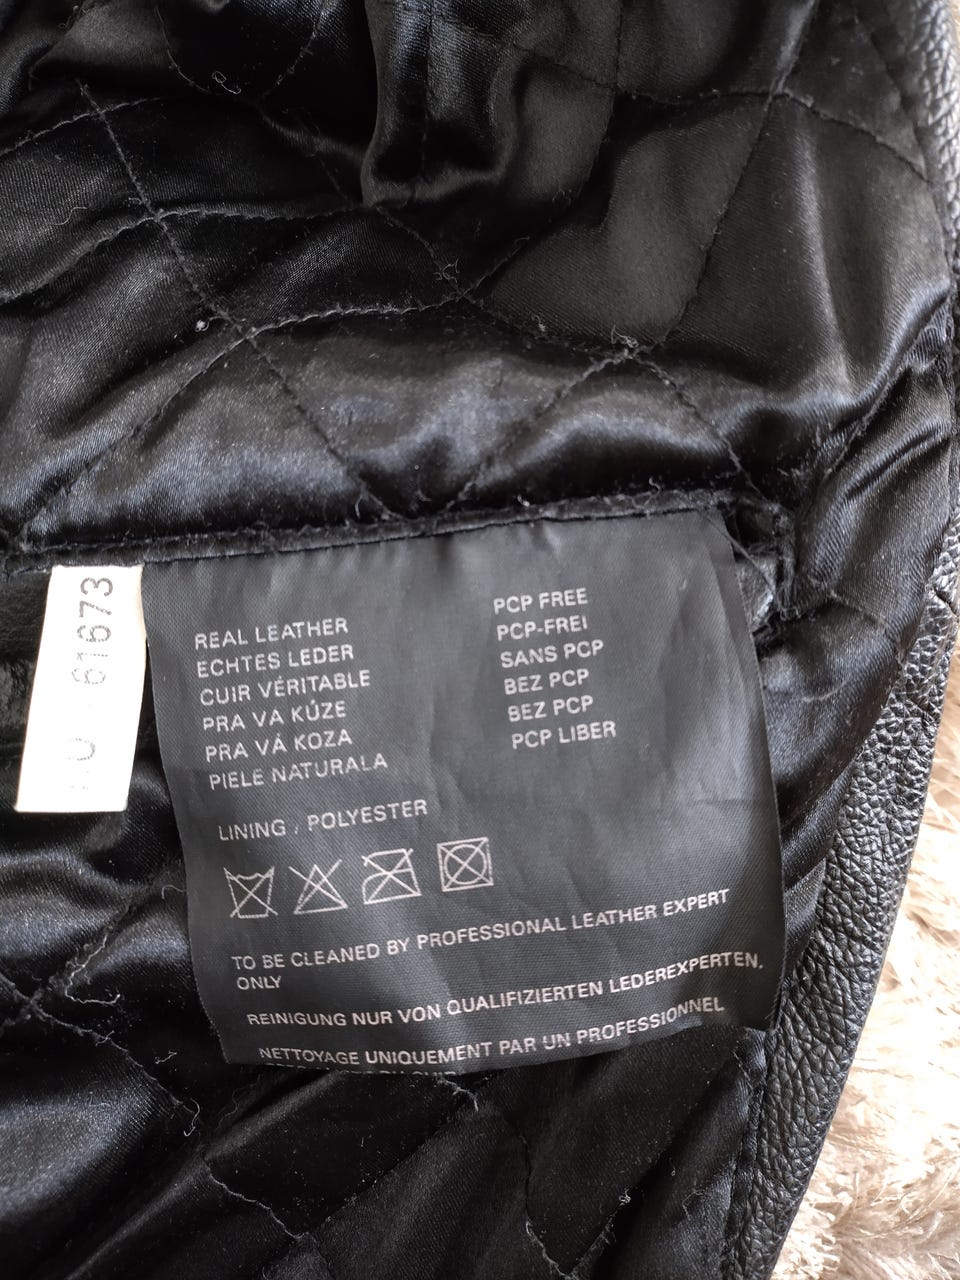 61673
REAL LEATHER
ECHTES LEDER
CUIR VÉRITABLE
PRA VA KÚZE
PRA VÁ KOZA
PIELE NATURALA
PCP FREE
PCP-FREI
SANS PCP
BEZ PCP
BEZ PCP
PCP LIBER
LINING , POLYESTER
TO BE CLEANED BY PROFESSIONAL LEATHER EXPERT
ONLY
REINIGUNG NUR VON QUALIFIZIERTEN LEDEREXPERTEN.
NETTOYAGE UNIQUEMENT PAR UN PROFESSIONNEL